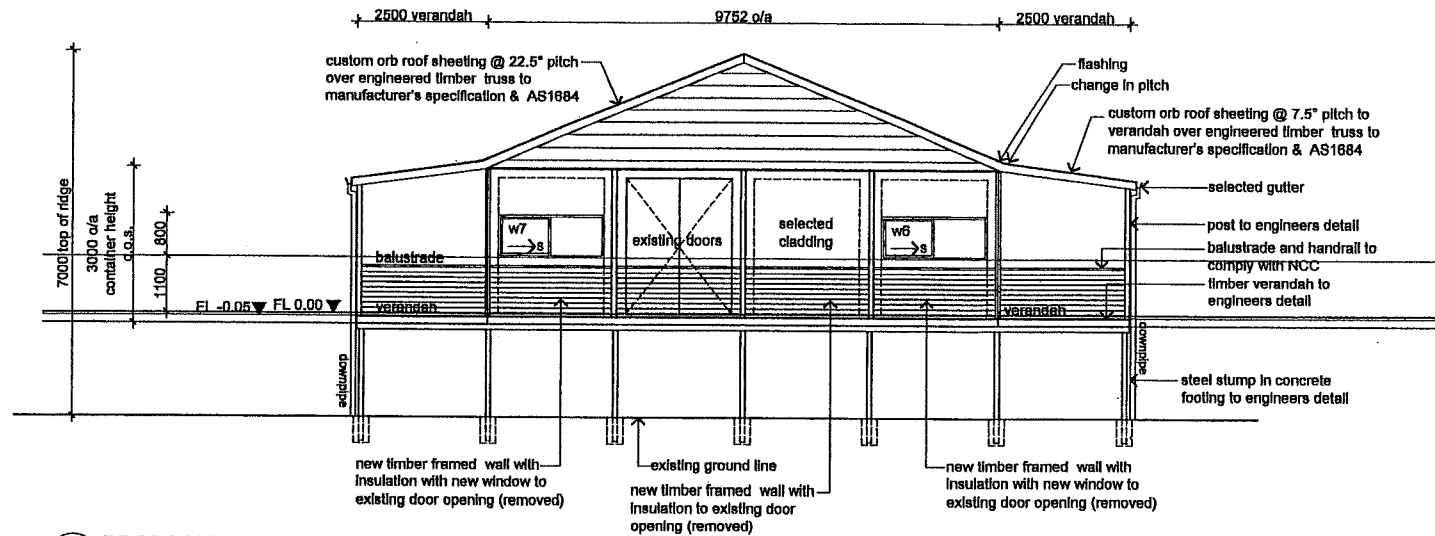 2500 verandah
9752 o/a
2500 verandah
custom orb roof sheeting @ 22.5° pitch
over engineered timber truss to
manufacturer's specification & AS1684
flashing
change in pitch
custom orb roof sheeting @ 7.5° pitch to
verandah over engineered timber truss to
manufacturer's specification & AS1684
selected gutter
7000 top of ridge
3000 o/a
container height
c.o.s.
800
1100
w7
s
existing doors
selected
cladding
w6
s
post to engineers detail
balustrade
balustrade and handrail to
comply with NCC
timber verandah to
engineers detail
FL -0.05
FL 0.00
verandah
verandah
downpipe
downpipe
steel stump in concrete
footing to engineers detail
new timber framed wall with
insulation with new window to
existing door opening (removed)
existing ground line
new timber framed wall with
insulation to existing door
opening (removed)
new timber framed wall with
insulation with new window to
existing door opening (removed)